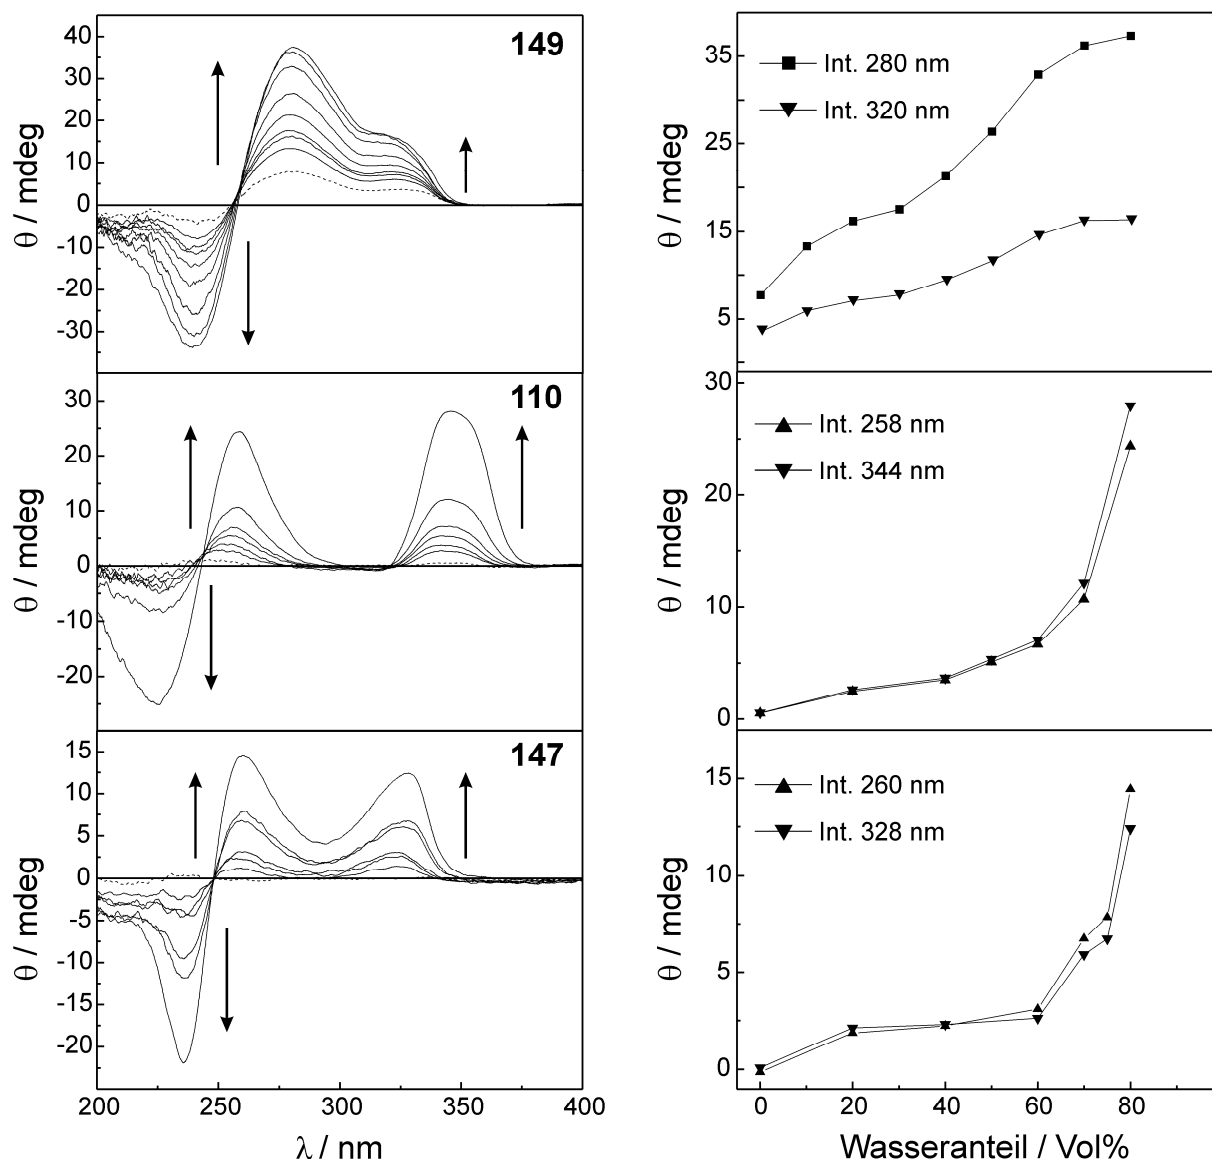 149
40
30
20
10
0
-10
-20
-30
θ / mdeg
110
30
20
10
0
-10
-20
θ / mdeg
147
15
10
5
0
-5
-10
-15
-20
θ / mdeg
200 250 300 350 400
λ / nm
Int. 280 nm
Int. 320 nm
35
25
15
5
θ / mdeg
Int. 258 nm
Int. 344 nm
30
20
10
0
θ / mdeg
Int. 260 nm
Int. 328 nm
15
10
5
0
θ / mdeg
0 20 40 60 80
Wasseranteil / Vol%